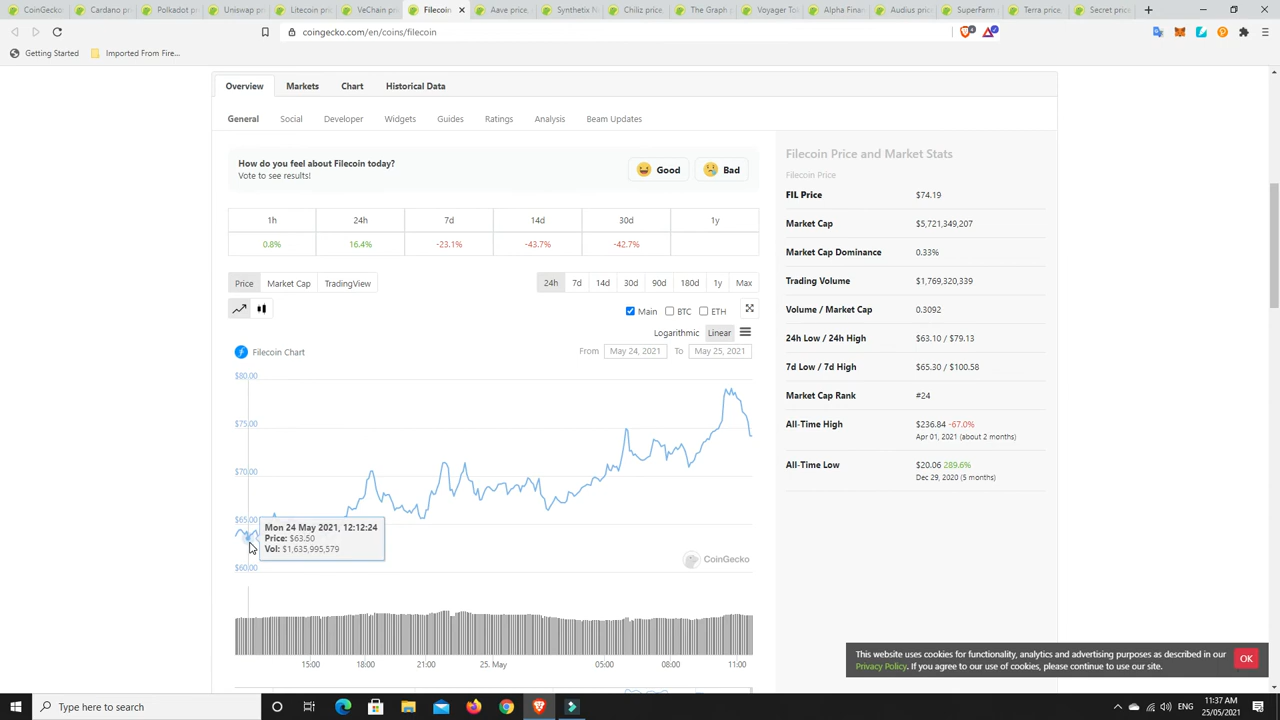 CoinGecko
Cardano pr
Polkadot p
Uniswap pr
Litecoin pric
VeChain pri
Filecoin
Aave price,
Synthetix N
Chiliz price,
The Graph
Voyager Tok
Alpha Finan
Audius price
SuperFarm
Terra price,
Secret price
coingecko.com/en/coins/filecoin
Getting Started
Imported From Fire...
Overview
Markets
Chart
Historical Data
General
Social
Developer
Widgets
Guides
Ratings
Analysis
Beam Updates
How do you feel about Filecoin today?
Vote to see results!
Good
Bad
1h 24h 7d 14d 30d 1y
0.8% 16.4% -23.1% -43.7% -42.7%
Price
Market Cap
TradingView
24h 7d 14d 30d 90d 180d 1y Max
Main BTC ETH
Logarithmic Linear
Filecoin Chart
From May 24, 2021 To May 25, 2021
$80.00
$75.00
$70.00
$65.00
$60.00
Mon 24 May 2021, 12:12:24
Price: $63.50
Vol: $1,635,995,579
CoinGecko
15:00 18:00 21:00 25. May 05:00 08:00 11:00
Filecoin Price and Market Stats
Filecoin Price
FIL Price $74.19
Market Cap $5,721,349,207
Market Cap Dominance 0.33%
Trading Volume $1,769,320,339
Volume / Market Cap 0.3092
24h Low / 24h High $63.10 / $79.13
7d Low / 7d High $65.30 / $100.58
Market Cap Rank #24
All-Time High $236.84 -67.0%
Apr 01, 2021 (about 2 months)
All-Time Low $20.06 289.6%
Dec 29, 2020 (5 months)
This website uses cookies for functionality, analytics and advertising purposes as described in our
Privacy Policy. If you agree to our use of cookies, please continue to use our site.
OK
Type here to search
ENG
11:37 AM
25/05/2021